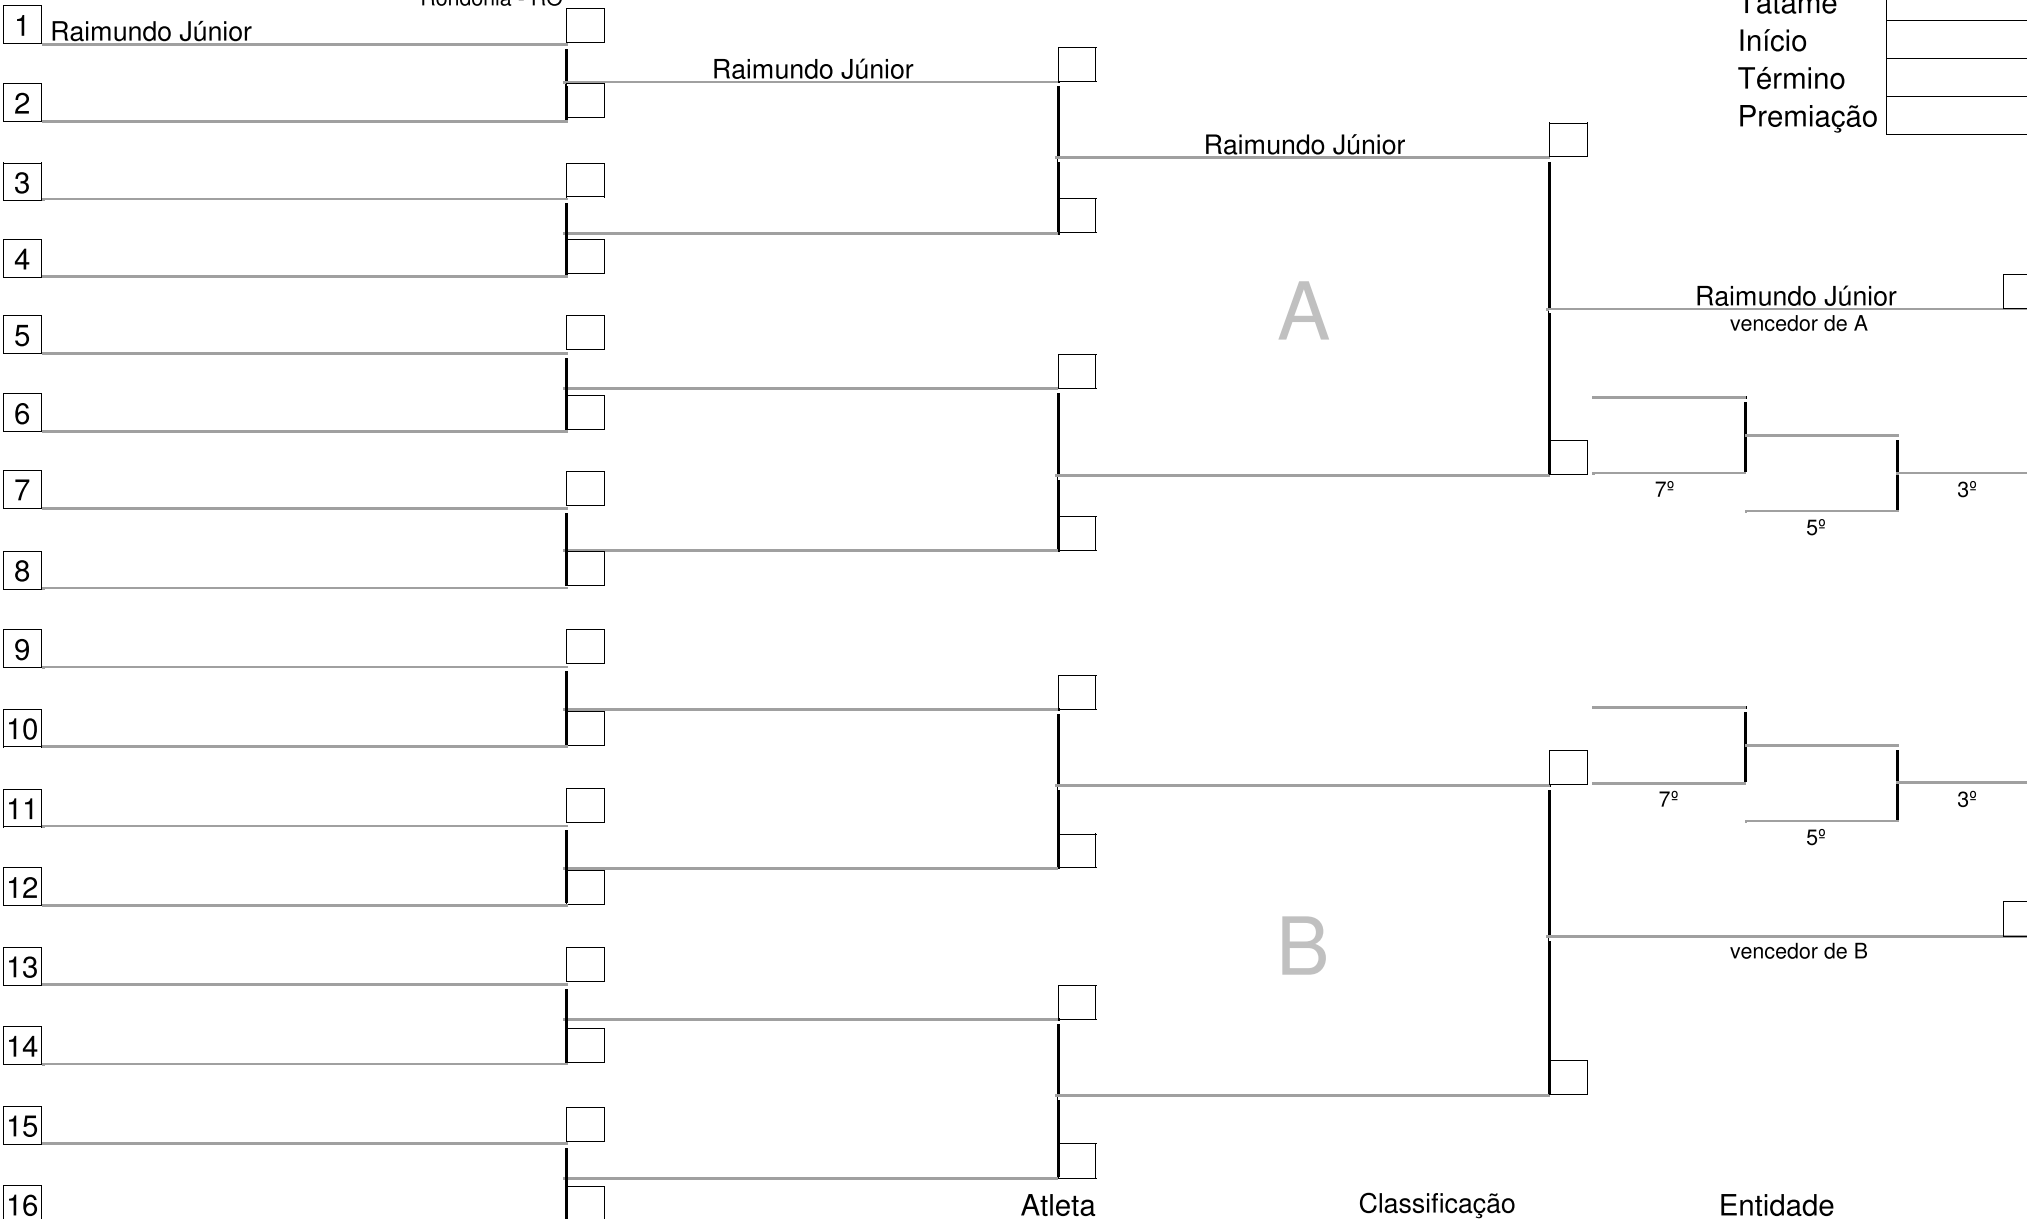 Rondônia - RO
Tatame
1 Raimundo Júnior
Início
Raimundo Júnior
Término
2
Premiação
Raimundo Júnior
3
4
Raimundo Júnior
A
vencedor de A
5
6
7
7º
3º
5º
8
9
10
11
7º
3º
5º
12
B
vencedor de B
13
14
15
16
Atleta
Classificação
Entidade